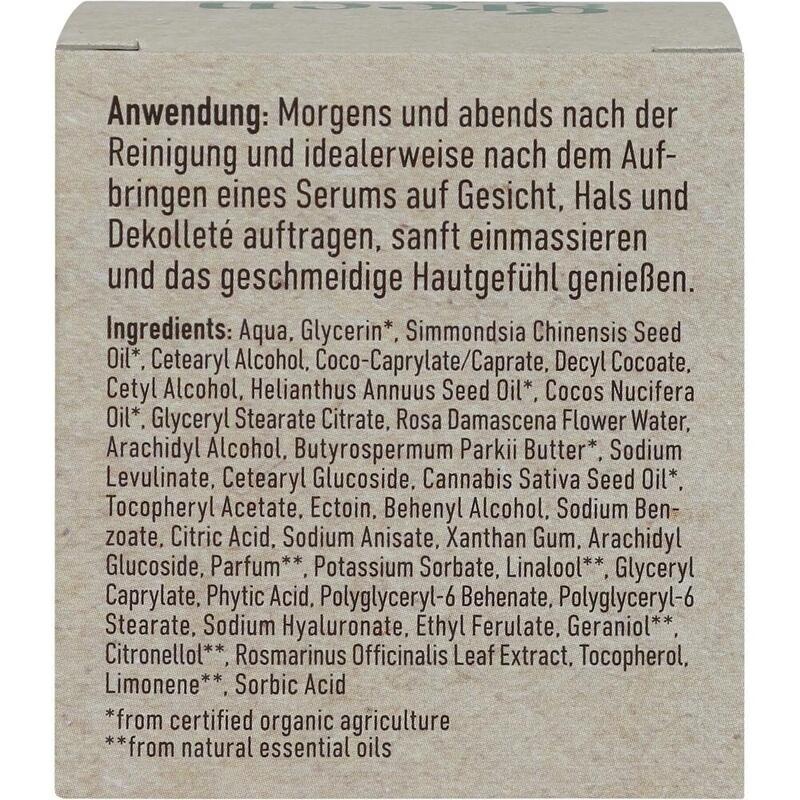 Anwendung: Morgens und abends nach der
Reinigung und idealerweise nach dem Auf-
bringen eines Serums auf Gesicht, Hals und
Dekolleté auftragen, sanft einmassieren
und das geschmeidige Hautgefühl genießen.
Ingredients: Aqua, Glycerin*, Simmondsia Chinensis Seed
Oil*, Cetearyl Alcohol, Coco-Caprylate/Caprate, Decyl Cocoate,
Cetyl Alcohol, Helianthus Annuus Seed Oil*, Cocos Nucifera
Oil*, Glyceryl Stearate Citrate, Rosa Damascena Flower Water,
Arachidyl Alcohol, Butyrospermum Parkii Butter*, Sodium
Levulinate, Cetearyl Glucoside, Cannabis Sativa Seed Oil*,
Tocopheryl Acetate, Ectoin, Behenyl Alcohol, Sodium Ben-
zoate, Citric Acid, Sodium Anisate, Xanthan Gum, Arachidyl
Glucoside, Parfum**, Potassium Sorbate, Linalool**, Glyceryl
Caprylate, Phytic Acid, Polyglyceryl-6 Behenate, Polyglyceryl-6
Stearate, Sodium Hyaluronate, Ethyl Ferulate, Geraniol**,
Citronellol**, Rosmarinus Officinalis Leaf Extract, Tocopherol,
Limonene**, Sorbic Acid
*from certified organic agriculture
**from natural essential oils